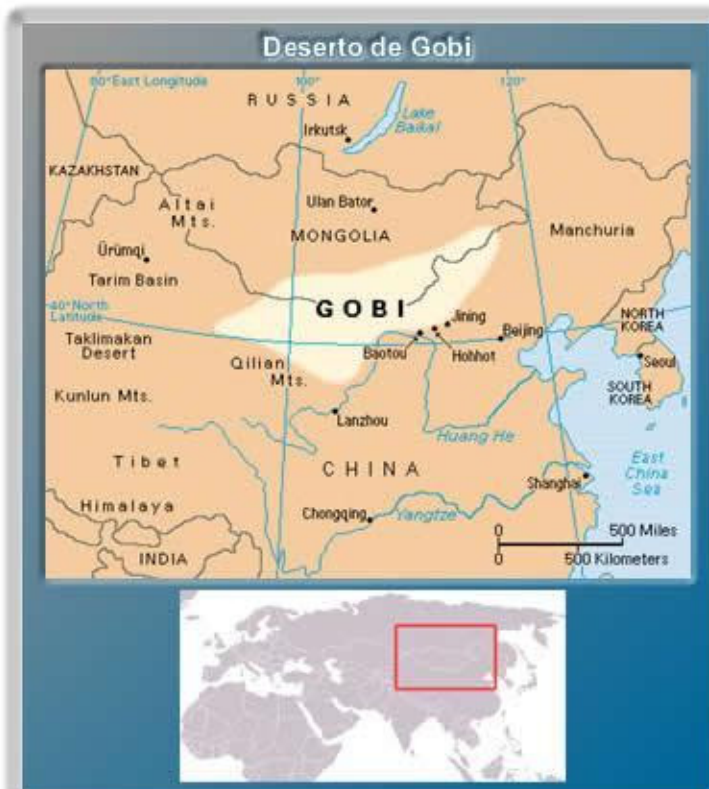 Deserto de Gobi
80° East Longitude
100°
120°
RUSSIA
Lake
Baikal
Irkutsk
KAZAKHSTAN
Altai
Mts.
Ulan Bator
MONGOLIA
Manchuria
Ürümqi
Tarim Basin
40° North
Latitude
GOBI
Jining
Beijing
NORTH
KOREA
Taklimakan
Desert
Baotou
Hohhot
Seoul
Qilian
Mts.
SOUTH
KOREA
Kunlun Mts.
Lanzhou
Huang He
Tibet
CHINA
East
China
Sea
Shanghai
Himalaya
Chongqing
Yangtze
INDIA
0 500 Miles
0 500 Kilometers